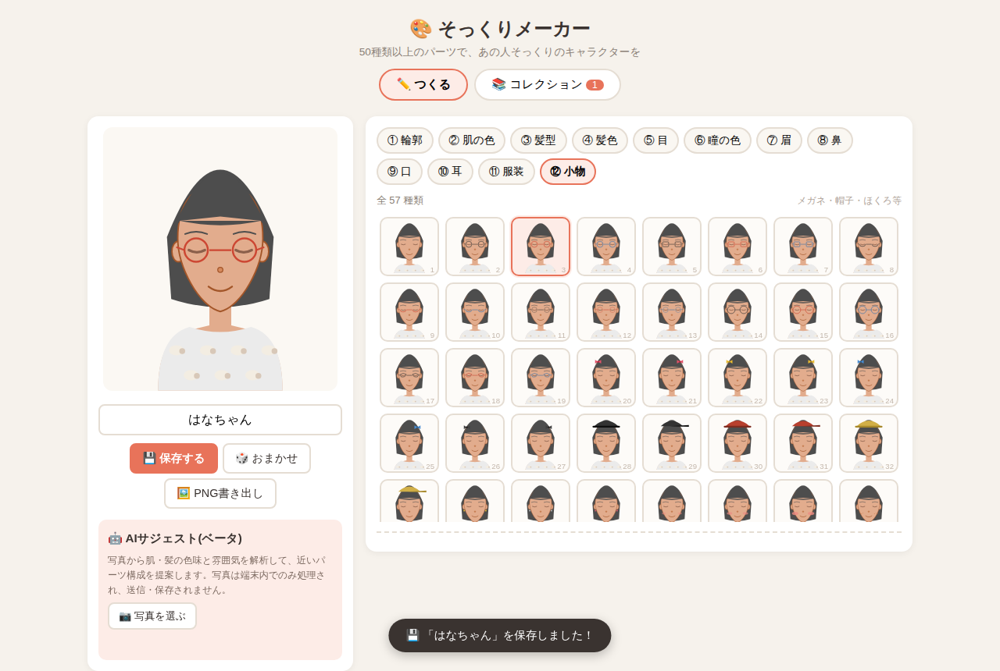 🎨 そっくりメーカー
50種類以上のパーツで、あの人そっくりのキャラクターを
✏️ つくる
📚 コレクション 1
はなちゃん
💾 保存する
🎲 おまかせ
🖼️ PNG書き出し
🤖 AIサジェスト(ベータ)
写真から肌・髪の色味と雰囲気を解析して、近いパ
ーツ構成を提案します。写真は端末内でのみ処理さ
れ、送信・保存されません。
📷 写真を選ぶ
① 輪郭
② 肌の色
③ 髪型
④ 髪色
⑤ 目
⑥ 瞳の色
⑦ 眉
⑧ 鼻
⑨ 口
⑩ 耳
⑪ 服装
⑫ 小物
全 57 種類
メガネ・帽子・ほくろ等
1
2
3
4
5
6
7
8
9
10
11
12
13
14
15
16
17
18
19
20
21
22
23
24
25
26
27
28
29
30
31
32
💾 「はなちゃん」を保存しました！